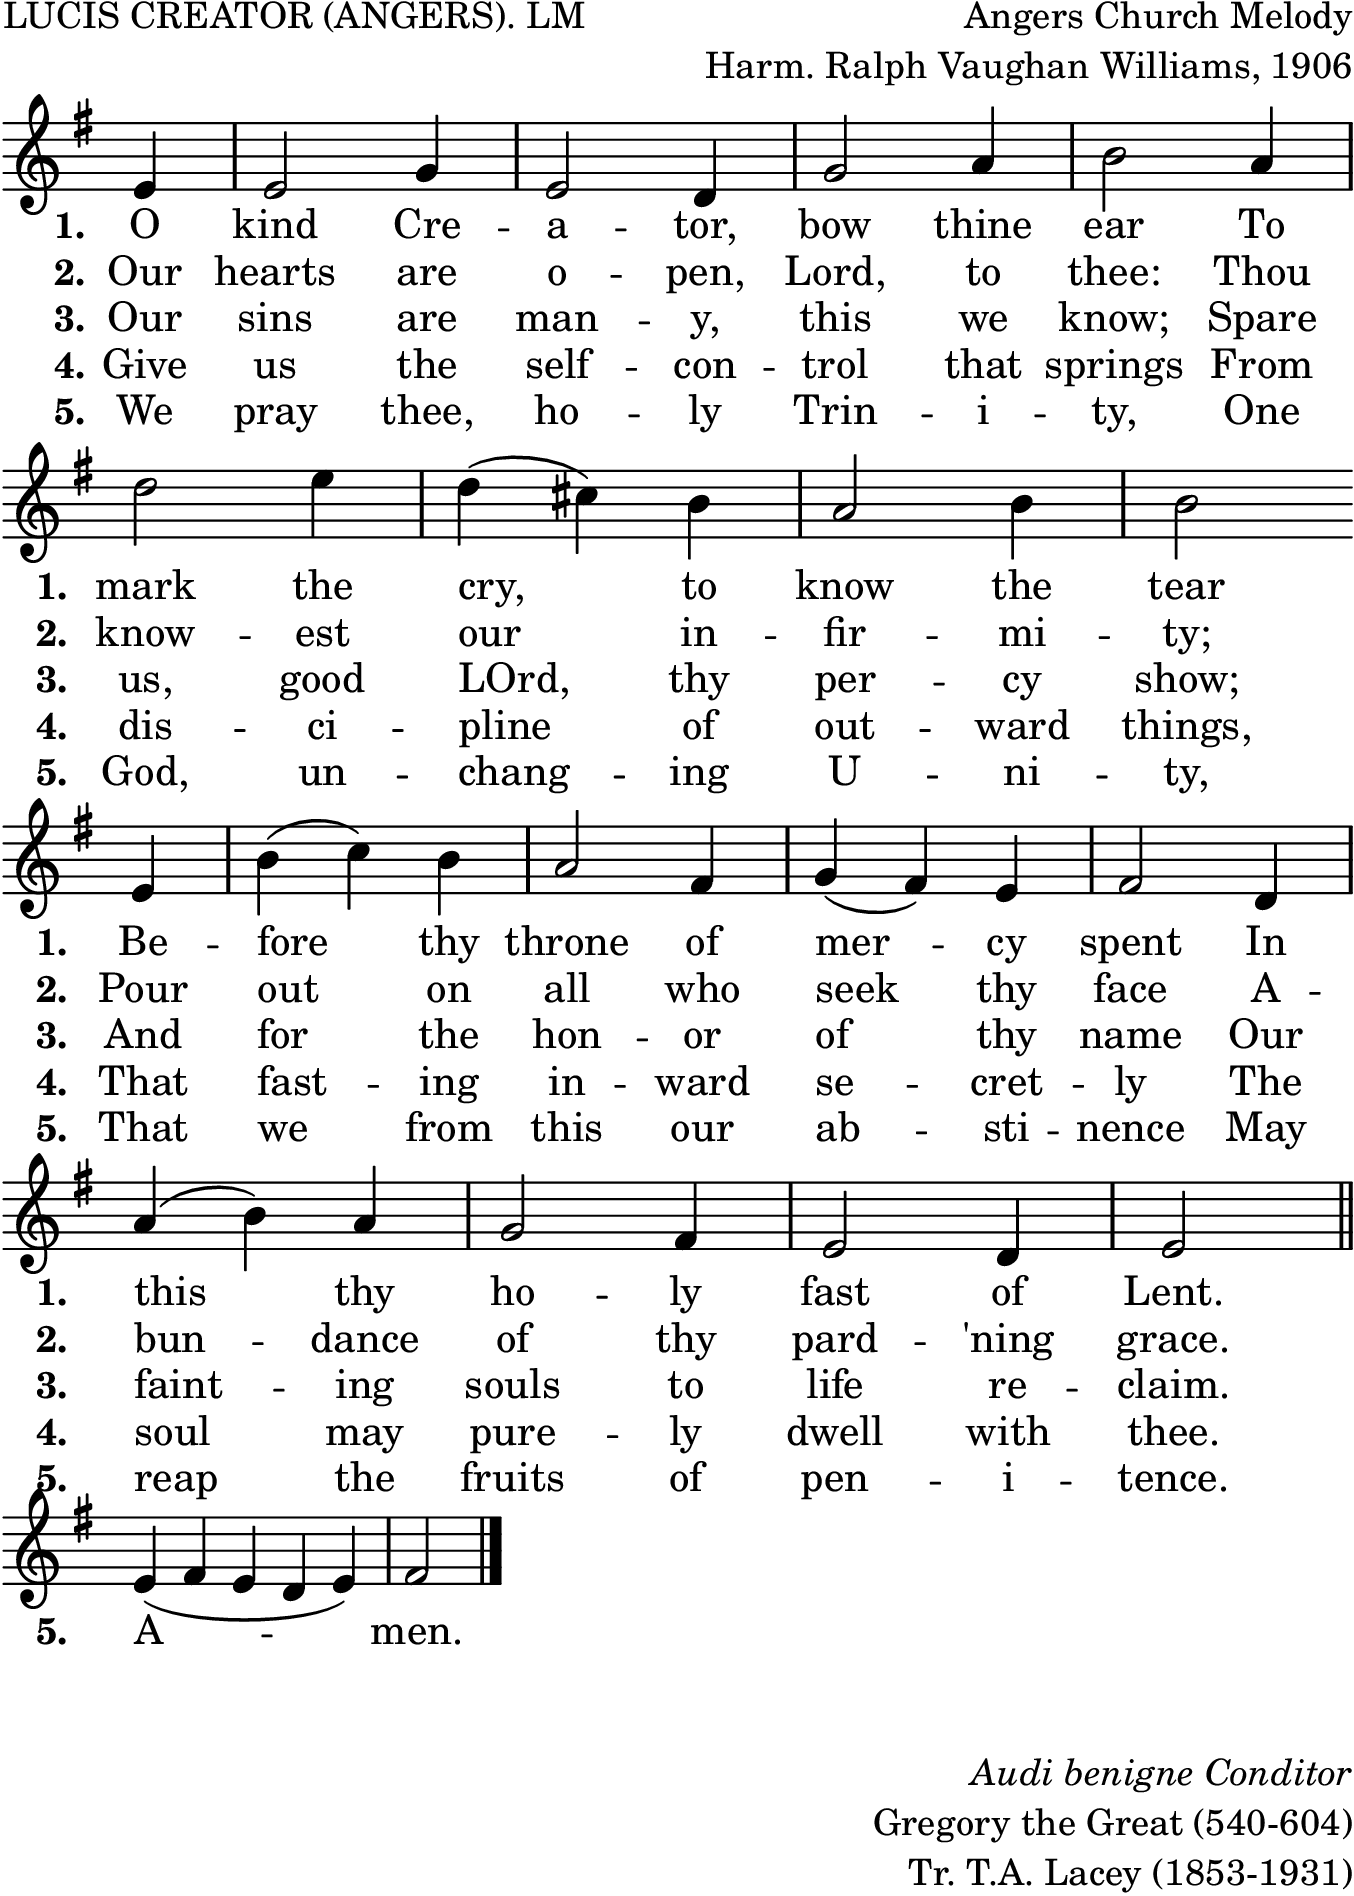 LUCIS CREATOR (ANGERS). LM
Angers Church Melody
Harm. Ralph Vaughan Williams, 1906
1. O kind Cre - a - tor, bow thine ear To
2. Our hearts are o - pen, Lord, to thee: Thou
3. Our sins are man - y, this we know; Spare
4. Give us the self - con - trol that springs From
5. We pray thee, ho - ly Trin - i - ty, One
1. mark the cry, to know the tear
2. know - est our in - fir - mi - ty;
3. us, good LOrd, thy per - cy show;
4. dis - ci - pline of out - ward things,
5. God, un - chang - ing U - ni - ty,
1. Be - fore thy throne of mer - cy spent In
2. Pour out on all who seek thy face A -
3. And for the hon - or of thy name Our
4. That fast - ing in - ward se - cret - ly The
5. That we from this our ab - sti - nence May
1. this thy ho - ly fast of Lent.
2. bun - dance of thy pard - 'ning grace.
3. faint - ing souls to life re - claim.
4. soul may pure - ly dwell with thee.
5. reap the fruits of pen - i - tence.
5. A - men.
Audi benigne Conditor
Gregory the Great (540-604)
Tr. T.A. Lacey (1853-1931)